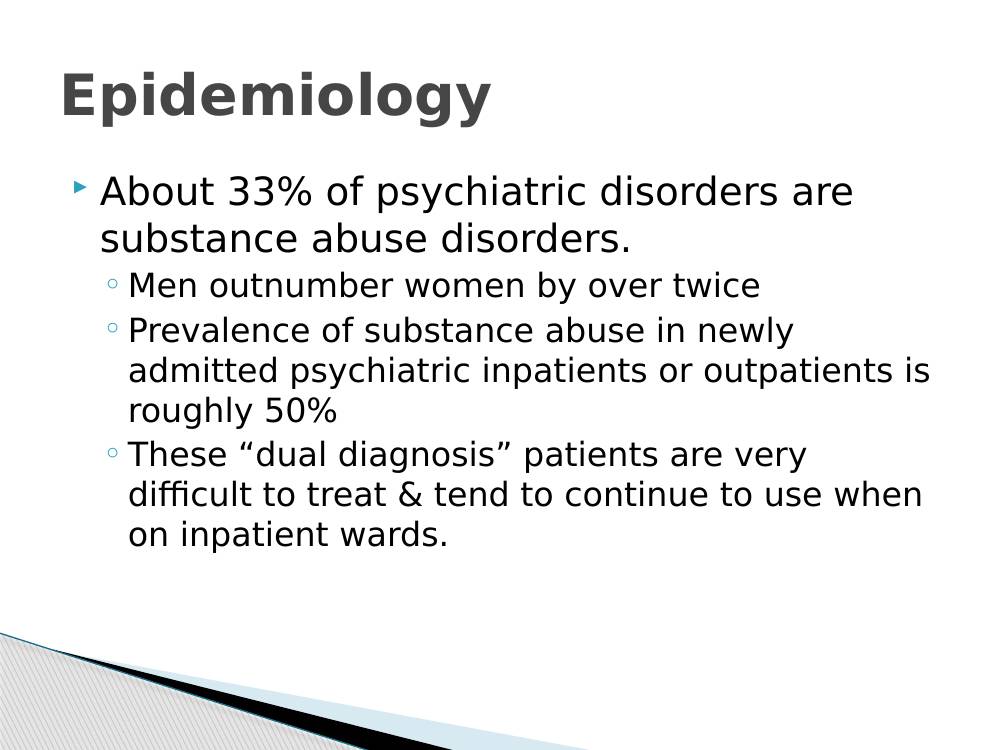 Epidemiology
About 33% of psychiatric disorders are
substance abuse disorders.
Men outnumber women by over twice
Prevalence of substance abuse in newly
admitted psychiatric inpatients or outpatients is
roughly 50%
These “dual diagnosis” patients are very
difficult to treat & tend to continue to use when
on inpatient wards.